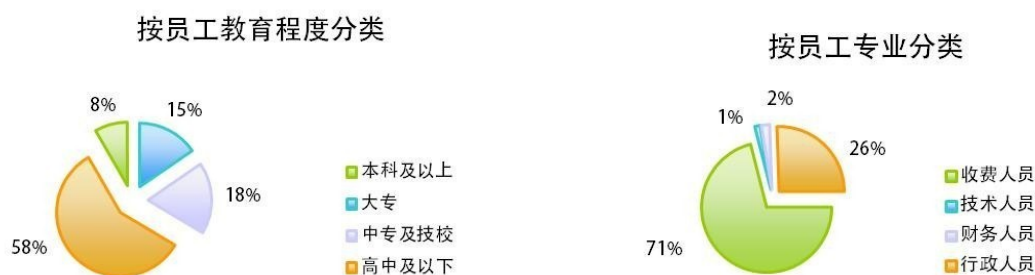 按员工教育程度分类
8%
15%
18%
58%
本科及以上
大专
中专及技校
高中及以下
按员工专业分类
1%
2%
26%
71%
收费人员
技术人员
财务人员
行政人员